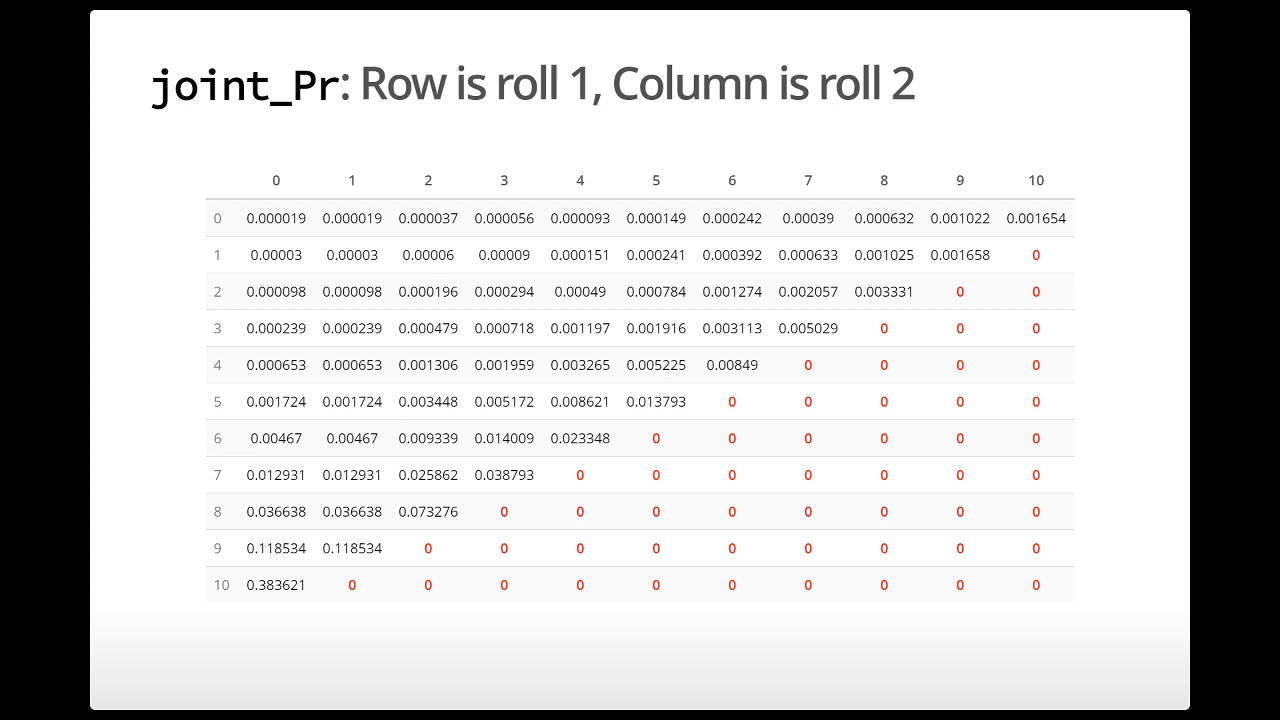 joint_Pr: Row is roll 1, Column is roll 2
0 1 2 3 4 5 6 7 8 9 10
0 0.000019 0.000019 0.000037 0.000056 0.000093 0.000149 0.000242 0.00039 0.000632 0.001022 0.001654
1 0.00003 0.00003 0.00006 0.00009 0.000151 0.000241 0.000392 0.000633 0.001025 0.001658 0
2 0.000098 0.000098 0.000196 0.000294 0.00049 0.000784 0.001274 0.002057 0.003331 0 0
3 0.000239 0.000239 0.000479 0.000718 0.001197 0.001916 0.003113 0.005029 0 0 0
4 0.000653 0.000653 0.001306 0.001959 0.003265 0.005225 0.00849 0 0 0 0
5 0.001724 0.001724 0.003448 0.005172 0.008621 0.013793 0 0 0 0 0
6 0.00467 0.00467 0.009339 0.014009 0.023348 0 0 0 0 0 0
7 0.012931 0.012931 0.025862 0.038793 0 0 0 0 0 0 0
8 0.036638 0.036638 0.073276 0 0 0 0 0 0 0 0
9 0.118534 0.118534 0 0 0 0 0 0 0 0 0
10 0.383621 0 0 0 0 0 0 0 0 0 0